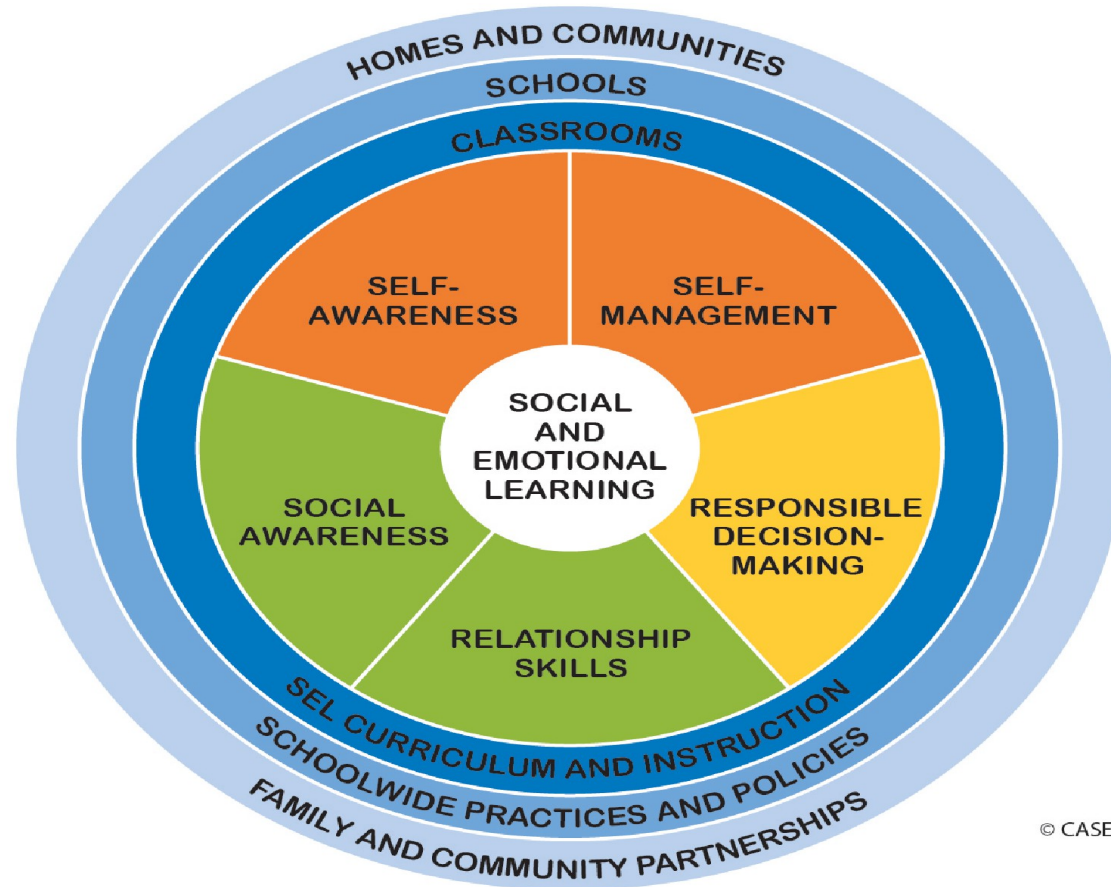 HOMES AND COMMUNITIES
SCHOOLS
CLASSROOMS
SELF-
AWARENESS
SELF-
MANAGEMENT
SOCIAL
AND
EMOTIONAL
LEARNING
SOCIAL
AWARENESS
RESPONSIBLE
DECISION-
MAKING
RELATIONSHIP
SKILLS
SEL CURRICULUM AND INSTRUCTION
SCHOOLWIDE PRACTICES AND POLICIES
FAMILY AND COMMUNITY PARTNERSHIPS
© CASE